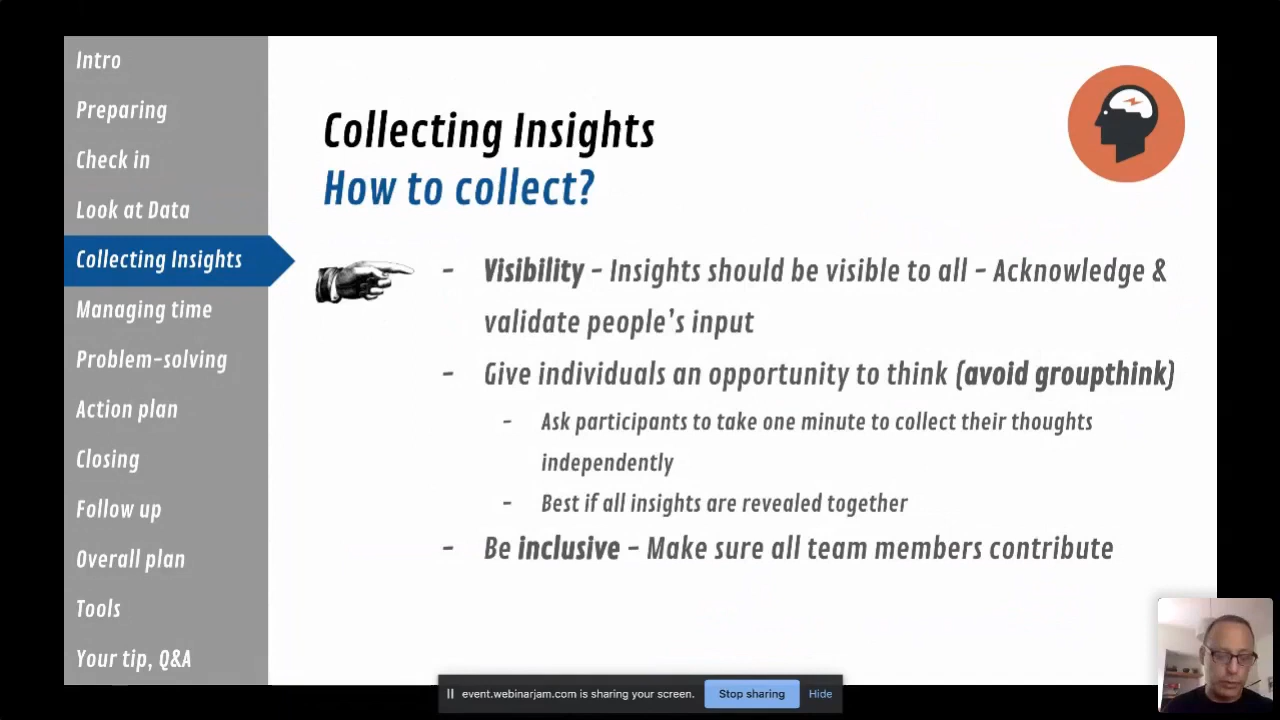 Intro
Preparing
Check in
Look at Data
Collecting Insights
Managing time
Problem-solving
Action plan
Closing
Follow up
Overall plan
Tools
Your tip, Q&A
Collecting Insights
How to collect?
- Visibility - Insights should be visible to all - Acknowledge &
validate people's input
- Give individuals an opportunity to think (avoid groupthink)
- Ask participants to take one minute to collect their thoughts
independently
- Best if all insights are revealed together
- Be inclusive - Make sure all team members contribute
event.webinarjam.com is sharing your screen. Stop sharing Hide